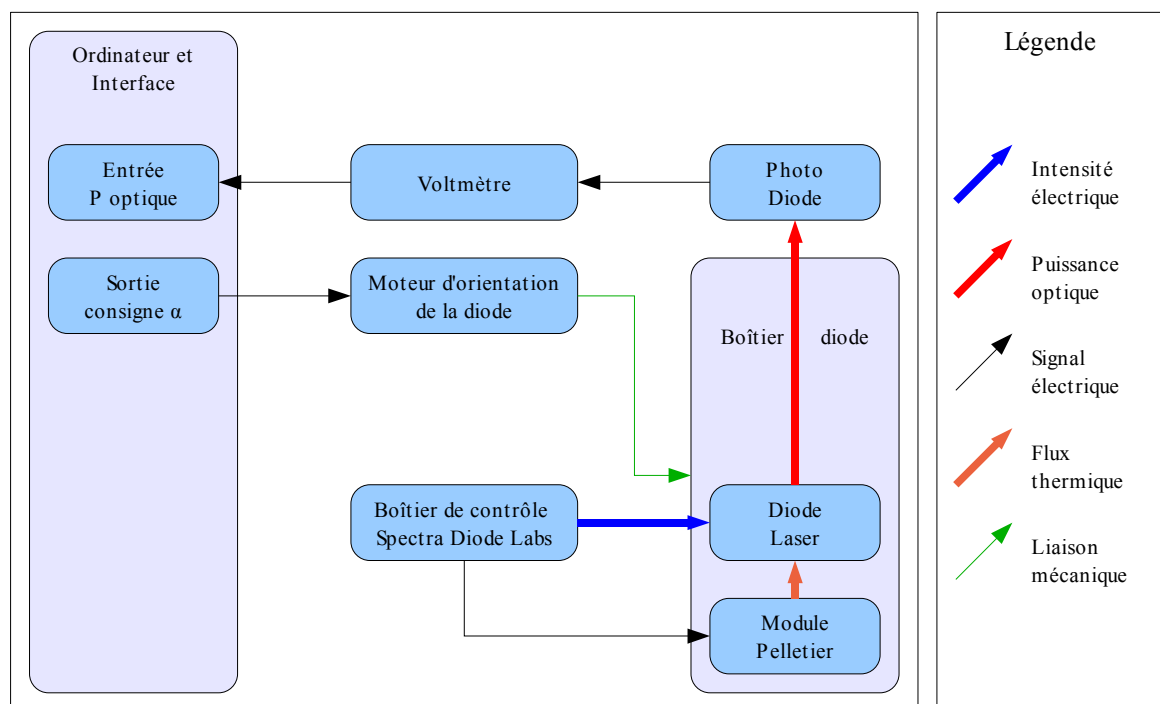 Ordinateur et
Interface
Entrée
P optique
Voltmètre
Photo
Diode
Sortie
consigne α
Moteur d'orientation
de la diode
Boîtier diode
Boîtier de contrôle
Spectra Diode Labs
Diode
Laser
Module
Pelletier
Légende
Intensité
électrique
Puissance
optique
Signal
électrique
Flux
thermique
Liaison
mécanique